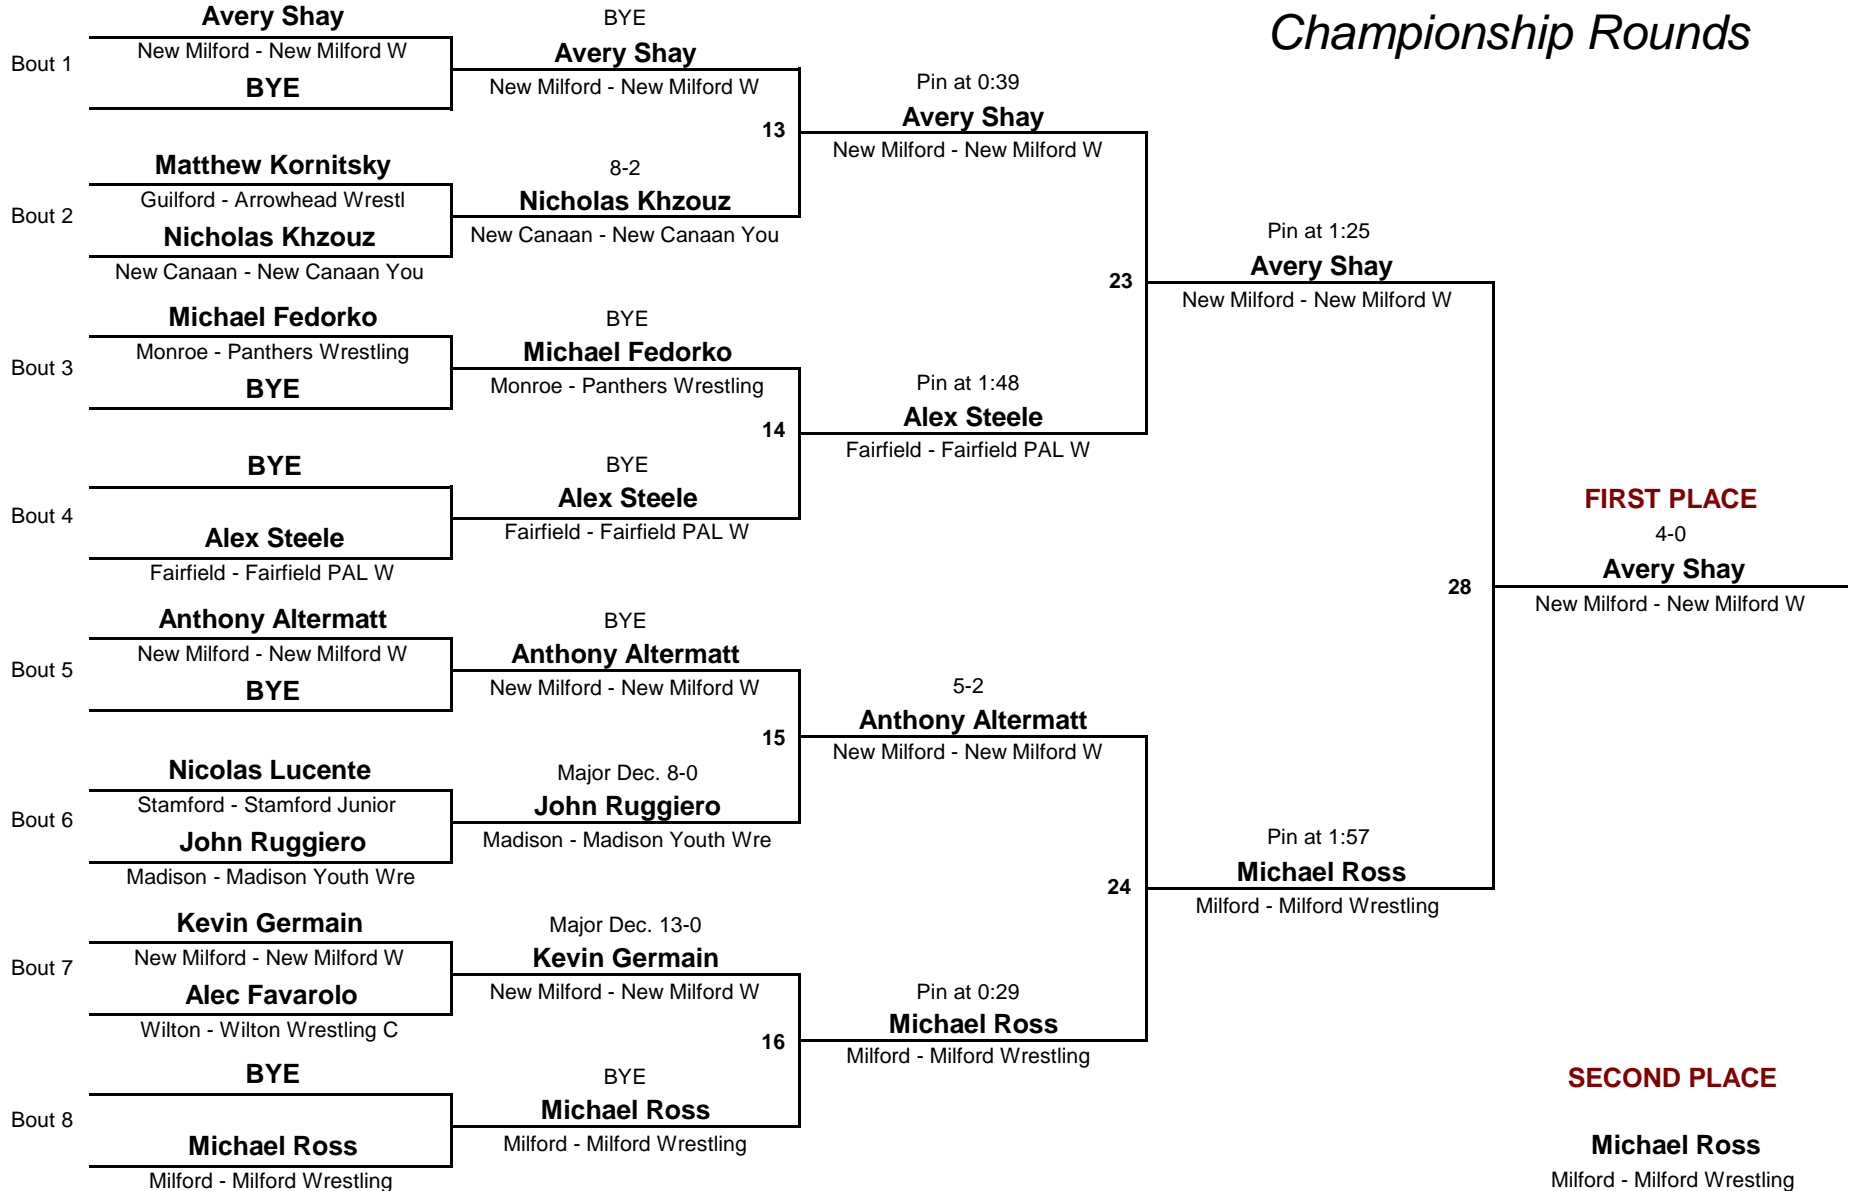 Championship Rounds
Bout 1
Avery Shay
New Milford - New Milford W
BYE
Bout 2
Matthew Kornitsky
Guilford - Arrowhead Wrestl
Nicholas Khzouz
New Canaan - New Canaan You
Bout 3
Michael Fedorko
Monroe - Panthers Wrestling
BYE
Bout 4
BYE
Alex Steele
Fairfield - Fairfield PAL W
Bout 5
Anthony Altermatt
New Milford - New Milford W
BYE
Bout 6
Nicolas Lucente
Stamford - Stamford Junior
John Ruggiero
Madison - Madison Youth Wre
Bout 7
Kevin Germain
New Milford - New Milford W
Alec Favarolo
Wilton - Wilton Wrestling C
Bout 8
BYE
Michael Ross
Milford - Milford Wrestling
BYE
Avery Shay
New Milford - New Milford W
13
8-2
Nicholas Khzouz
New Canaan - New Canaan You
BYE
Michael Fedorko
Monroe - Panthers Wrestling
14
BYE
Alex Steele
Fairfield - Fairfield PAL W
BYE
Anthony Altermatt
New Milford - New Milford W
15
Major Dec. 8-0
John Ruggiero
Madison - Madison Youth Wre
Major Dec. 13-0
Kevin Germain
New Milford - New Milford W
16
BYE
Michael Ross
Milford - Milford Wrestling
Pin at 0:39
Avery Shay
New Milford - New Milford W
23
Pin at 1:48
Alex Steele
Fairfield - Fairfield PAL W
5-2
Anthony Altermatt
New Milford - New Milford W
24
Pin at 0:29
Michael Ross
Milford - Milford Wrestling
Pin at 1:25
Avery Shay
New Milford - New Milford W
28
Pin at 1:57
Michael Ross
Milford - Milford Wrestling
FIRST PLACE
4-0
Avery Shay
New Milford - New Milford W
SECOND PLACE
Michael Ross
Milford - Milford Wrestling